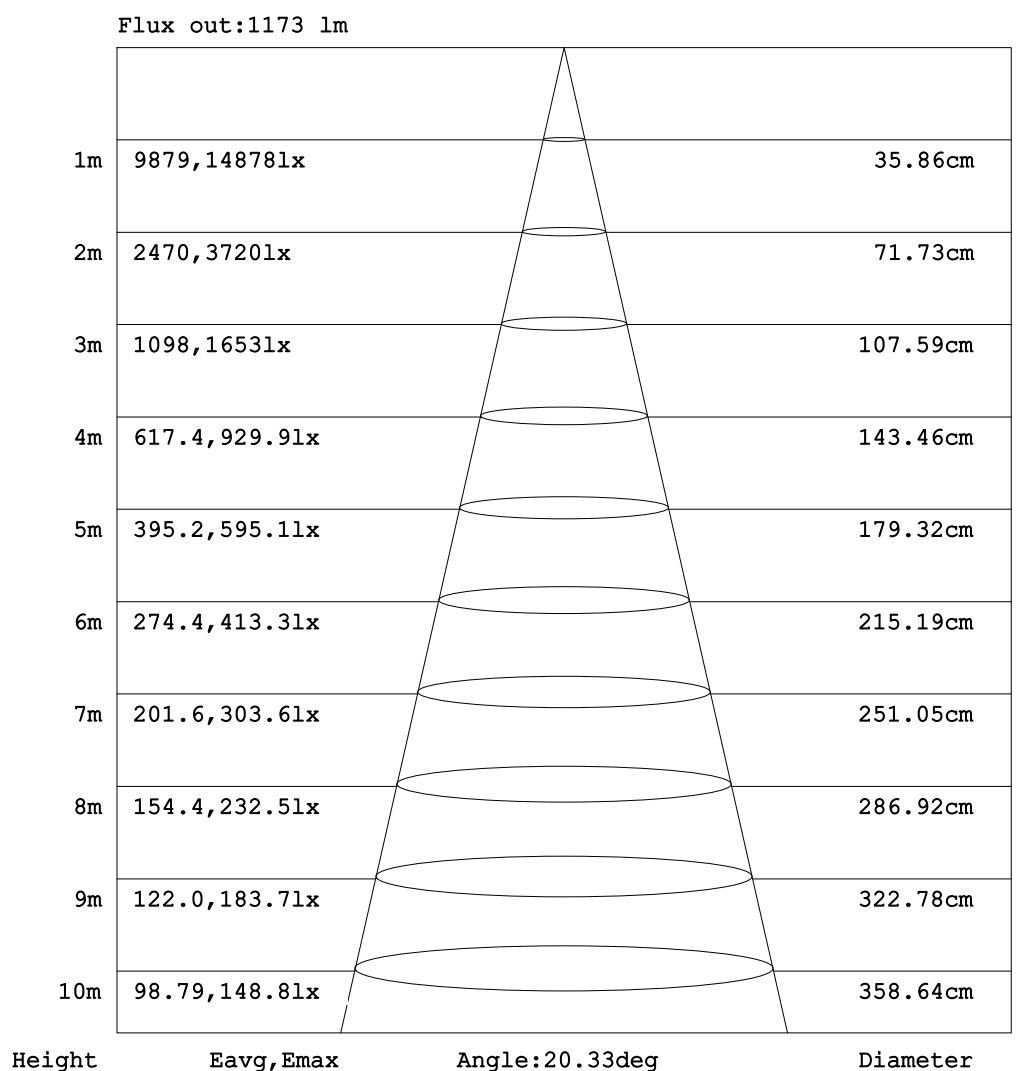 Flux out:1173 lm
1m 9879,14878lx 35.86cm
2m 2470,3720lx 71.73cm
3m 1098,1653lx 107.59cm
4m 617.4,929.9lx 143.46cm
5m 395.2,595.1lx 179.32cm
6m 274.4,413.3lx 215.19cm
7m 201.6,303.6lx 251.05cm
8m 154.4,232.5lx 286.92cm
9m 122.0,183.7lx 322.78cm
10m 98.79,148.8lx 358.64cm
Height Eavg,Emax Angle:20.33deg Diameter